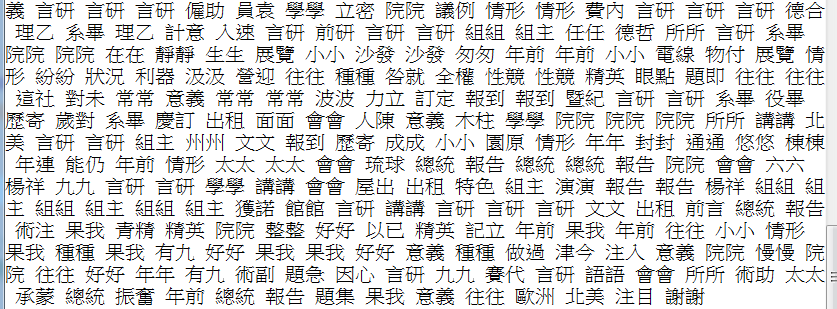 義 言研 言研 言研 僱助 員袁 學學 立密 院院 議例 情形 情形 費內 言研 言研 言研 德合
理乙 系畢 理乙 計意 入速 言研 前研 言研 言研 組組 組主 任任 德哲 所所 言研 系畢
院院 院院 在在 靜靜 生生 展覽 小小 沙發 沙發 匆匆 年前 年前 小小 電線 物付 展覽 情
形 紛紛 狀況 利器 汲汲 營迎 往往 種種 咎就 全權 性競 性競 精英 眼點 題即 往往 往往
這社 對未 常常 意義 常常 常常 波波 力立 訂定 報到 報到 暨紀 言研 言研 系畢 役畢
歷寄 歲對 系畢 慶訂 出租 面面 會會 人陳 意義 木柱 學學 院院 院院 院院 所所 講講 北
美 言研 言研 組主 州州 文文 報到 歷寄 成成 小小 園原 情形 年年 封封 通通 悠悠 棟棟
年連 能仍 年前 情形 太太 太太 會會 琉球 總統 報告 總統 總統 報告 院院 會會 六六
楊祥 九九 言研 言研 學學 講講 會會 屋出 出租 特色 組主 演演 報告 報告 楊祥 組組 組
主 組組 組主 組組 組主 獲諾 館館 言研 講講 言研 言研 言研 文文 出租 前言 總統 報告
術注 果我 青精 精英 院院 整整 好好 以已 精英 記立 年前 果我 年前 往往 小小 情形
果我 種種 果我 有九 好好 果我 果我 好好 意義 種種 做過 津今 注入 意義 院院 慢慢 院
院 往往 好好 年年 有九 術副 題急 因心 言研 九九 賽代 言研 語語 會會 所所 術助 太太
承蒙 總統 振奮 年前 總統 報告 題集 果我 意義 往往 歐洲 北美 注目 謝謝